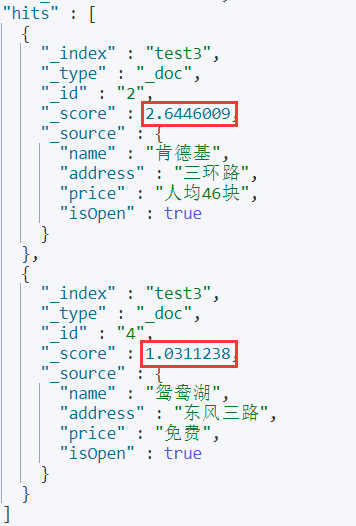 "hits" : [
{
"_index" : "test3",
"_type" : "_doc",
"_id" : "2",
"_score" : 2.6446009,
"_source" : {
"name" : "肯德基",
"address" : "三环路",
"price" : "人均46块",
"isOpen" : true
}
},
{
"_index" : "test3",
"_type" : "_doc",
"_id" : "4",
"_score" : 1.0311238,
"_source" : {
"name" : "鸳鸯湖",
"address" : "东风三路",
"price" : "免费",
"isOpen" : true
}
}
]